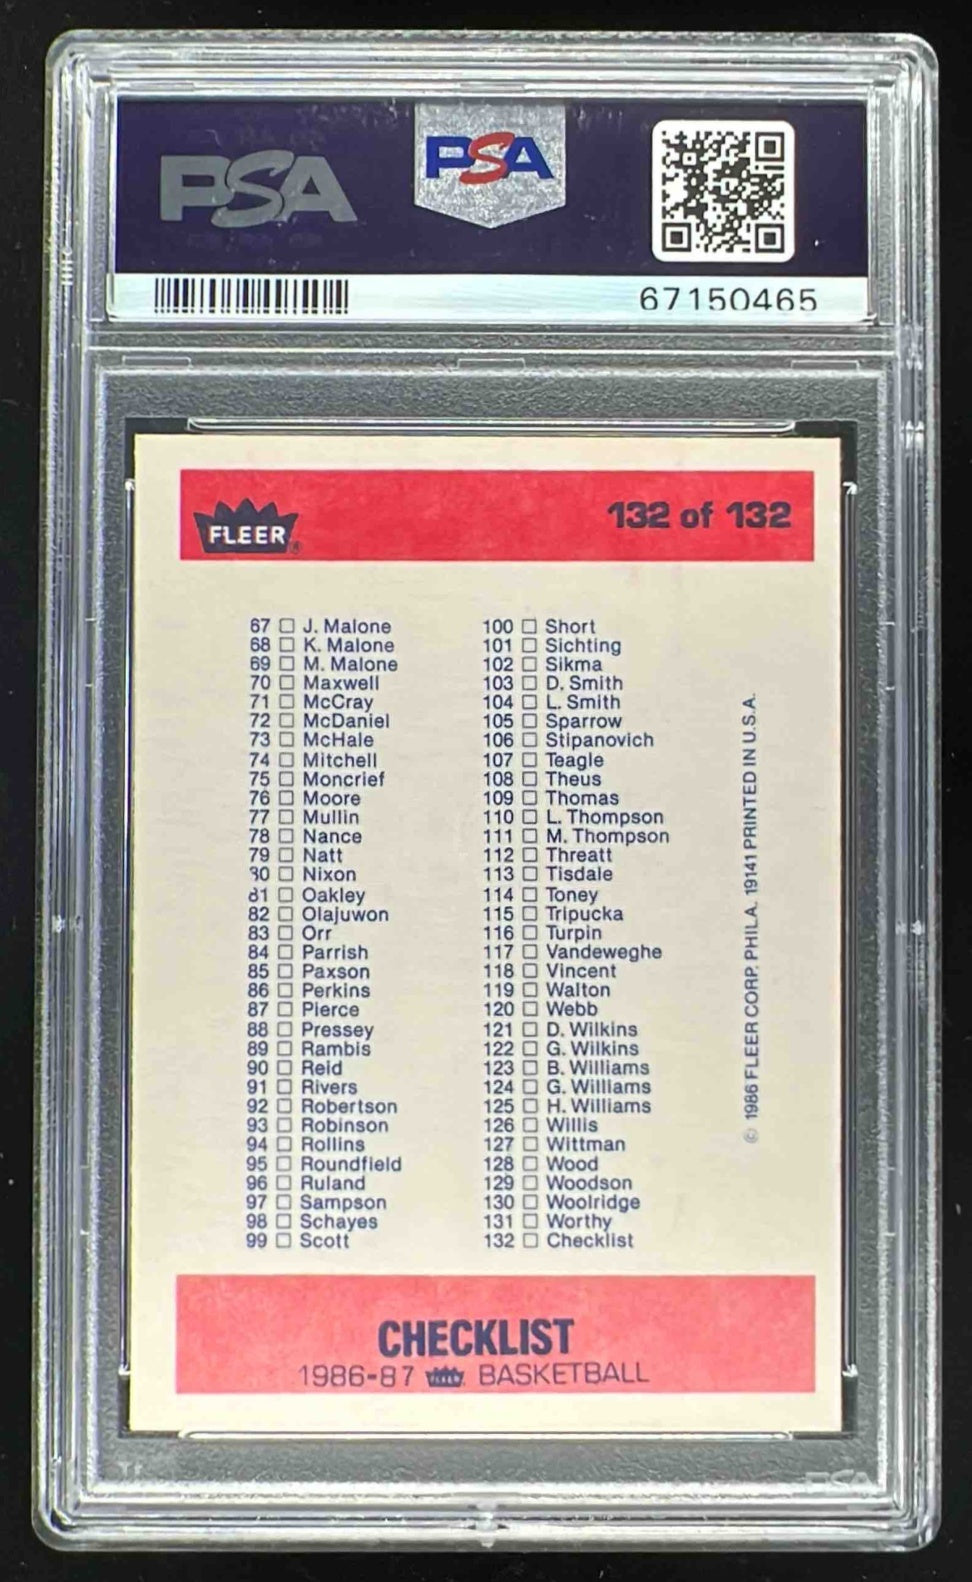 PSA
PSA
67150465
FLEER®
132 of 132
67 J. Malone
68 K. Malone
69 M. Malone
70 Maxwell
71 McCray
72 McDaniel
73 McHale
74 Mitchell
75 Moncrief
76 Moore
77 Mullin
78 Nance
79 Natt
80 Nixon
81 Oakley
82 Olajuwon
83 Orr
84 Parrish
85 Paxson
86 Perkins
87 Pierce
88 Pressey
89 Rambis
90 Reid
91 Rivers
92 Robertson
93 Robinson
94 Rollins
95 Roundfield
96 Ruland
97 Sampson
98 Schayes
99 Scott
100 Short
101 Sichting
102 Sikma
103 D. Smith
104 L. Smith
105 Sparrow
106 Stipanovich
107 Teagle
108 Theus
109 Thomas
110 L. Thompson
111 M. Thompson
112 Threatt
113 Tisdale
114 Toney
115 Tripucka
116 Turpin
117 Vandeweghe
118 Vincent
119 Walton
120 Webb
121 D. Wilkins
122 G. Wilkins
123 B. Williams
124 G. Williams
125 H. Williams
126 Willis
127 Wittman
128 Wood
129 Woodson
130 Woolridge
131 Worthy
132 Checklist
© 1986 FLEER CORP. PHILA. 19141 PRINTED IN U.S.A.
CHECKLIST
1986-87 FLEER BASKETBALL
PSA